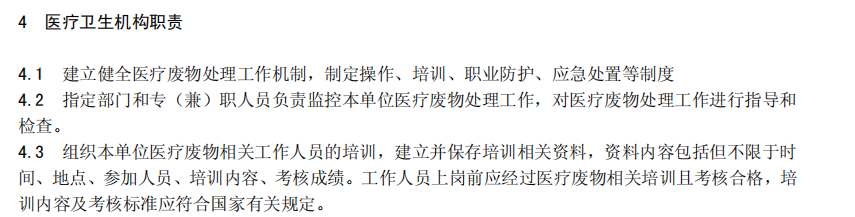 4 医疗卫生机构职责
4.1 建立健全医疗废物处理工作机制，制定操作、培训、职业防护、应急处置等制度
4.2 指定部门和专（兼）职人员负责监控本单位医疗废物处理工作，对医疗废物处理工作进行指导和
检查。
4.3 组织本单位医疗废物相关工作人员的培训，建立并保存培训相关资料，资料内容包括但不限于时
间、地点、参加人员、培训内容、考核成绩。工作人员上岗前应经过医疗废物相关培训且考核合格，培
训内容及考核标准应符合国家有关规定。